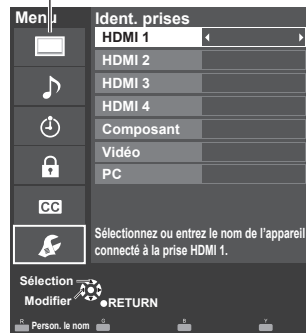 Menu
Ident. prises
HDMI 1
HDMI 2
HDMI 3
HDMI 4
Composant
Vidéo
PC
CC
Sélectionnez ou entrez le nom de l'appareil
connecté à la prise HDMI 1.
Sélection
Modifier
RETURN
R G B Y
Person. le nom